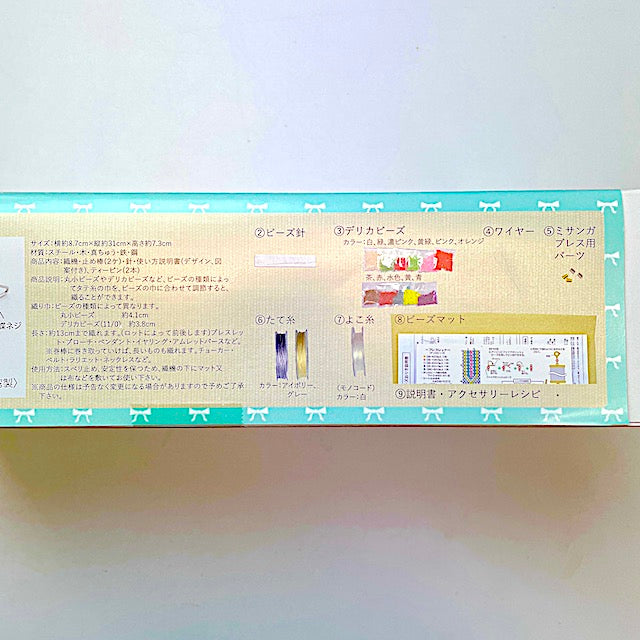 サイズ:横約8.7cm×縦約31cm×高さ約7.3cm
材質:スチール・木・真ちゅう・鉄・鋼
商品内容:織機・止め棒(2ケ)・針・使い方説明書(デザイン、図
案付き)、ティーピン(2本)
商品説明:丸小ビーズやデリカビーズなど、ビーズの種類によっ
てタテ糸の巾を、ビーズの巾に合わせて調節すると、
織ることができます。
織り巾:ビーズの種類によって異なります。
丸小ビーズ 約4.1cm
デリカビーズ(11/0) 約3.8cm
長さ:約13cmまで織れます。(ロットによって前後します)ブレスレッ
ト・ブローチ・ペンダント・イヤリング・アムレットパースなど。
※各棒に巻き取っていけば、長いものも織れます。チョーカー・
ベルト・ラリエット・ネックレスなど。
使用方法:スベリ止め、安定性を保つため、織機の下にマット又
は布などを敷いてお使い下さい。
※商品の仕様は予告なく変更になる場合がありますので予めご了承
下さい。
蝶ネジ
型〉
②ビーズ針
③デリカビーズ
カラー:白、緑、濃ピンク、黄緑、ピンク、オレンジ
茶、赤、水色、黄、青
④ワイヤー
⑤ミサンガ
ブレス用
パーツ
⑥たて糸
カラー:アイボリー、
グレー
⑦よこ糸
(モノコード)
カラー:白
⑧ビーズマット
⑨説明書・アクセサリーレシピ